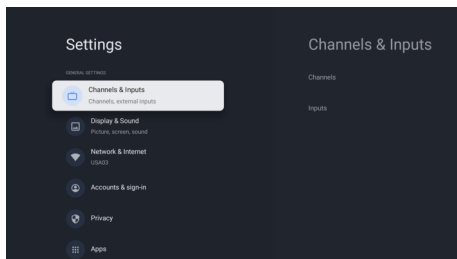 Settings
GENERAL SETTINGS
Channels & Inputs
Channels, external inputs
Display & Sound
Picture, screen, sound
Network & Internet
USA03
Accounts & sign-in
Privacy
Apps
Channels & Inputs
Channels
Inputs